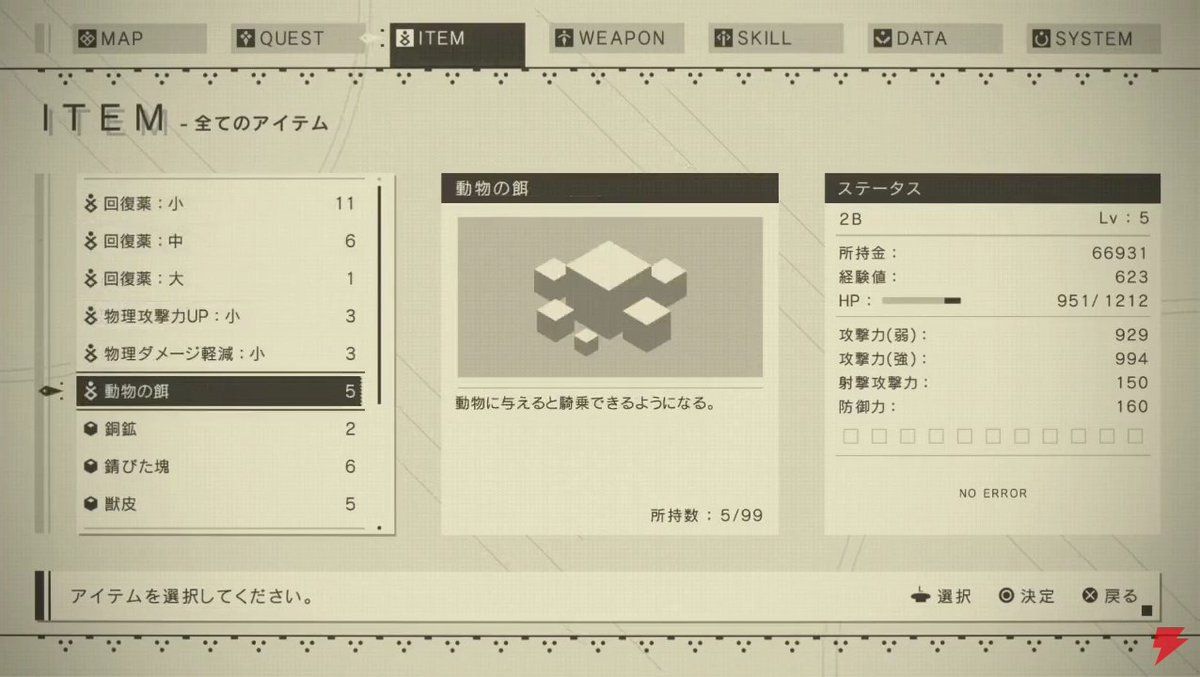 MAP
QUEST
ITEM
WEAPON
SKILL
DATA
SYSTEM
ITEM - 全てのアイテム
回復薬：小 11
回復薬：中 6
回復薬：大 1
物理攻撃力UP：小 3
物理ダメージ軽減：小 3
動物の餌 5
銅鉱 2
錆びた塊 6
獣皮 5
動物の餌
動物に与えると騎乗できるようになる。
所持数：5/99
ステータス
2B Lv：5
所持金： 66931
経験値： 623
HP： 951/1212
攻撃力(弱)： 929
攻撃力(強)： 994
射撃攻撃力： 150
防御力： 160
NO ERROR
アイテムを選択してください。
選択 決定 戻る